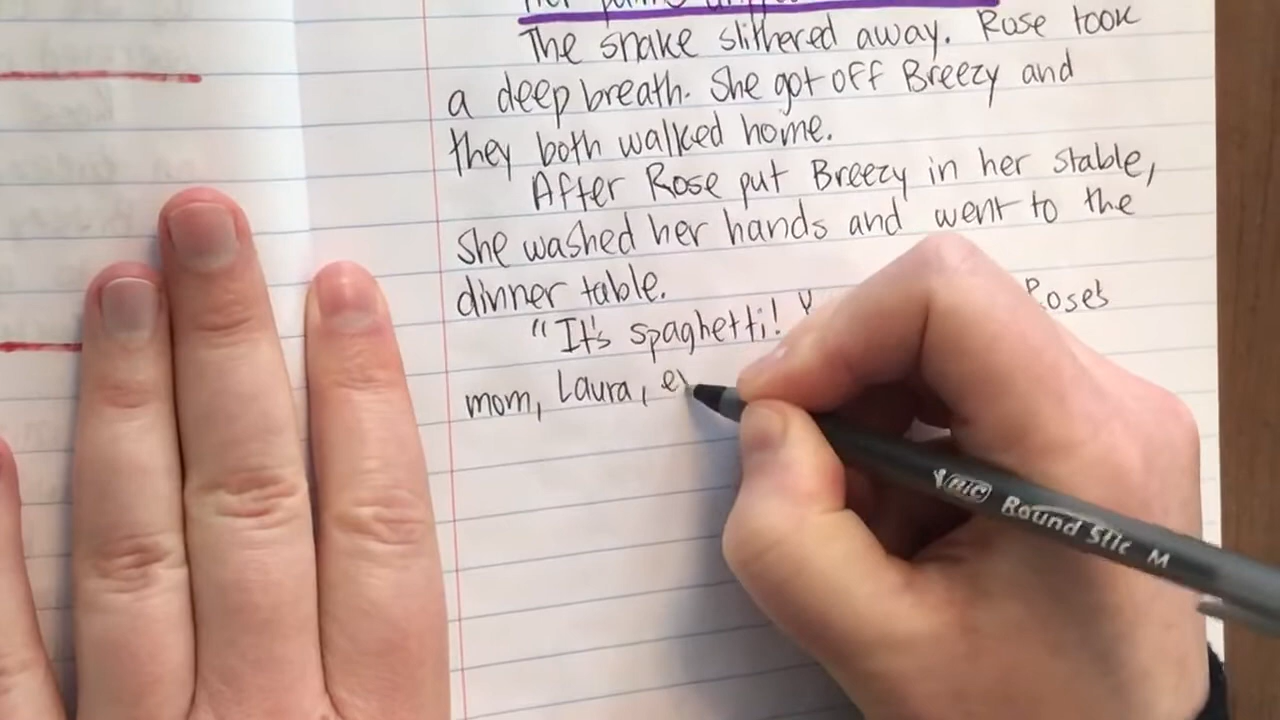 The snake slithered away. Rose took
a deep breath. She got off Breezy and
they both walked home.
After Rose put Breezy in her stable,
she washed her hands and went to the
dinner table.
"It's spaghetti! Roses
mom, Laura, ex
BIC Round Stic M